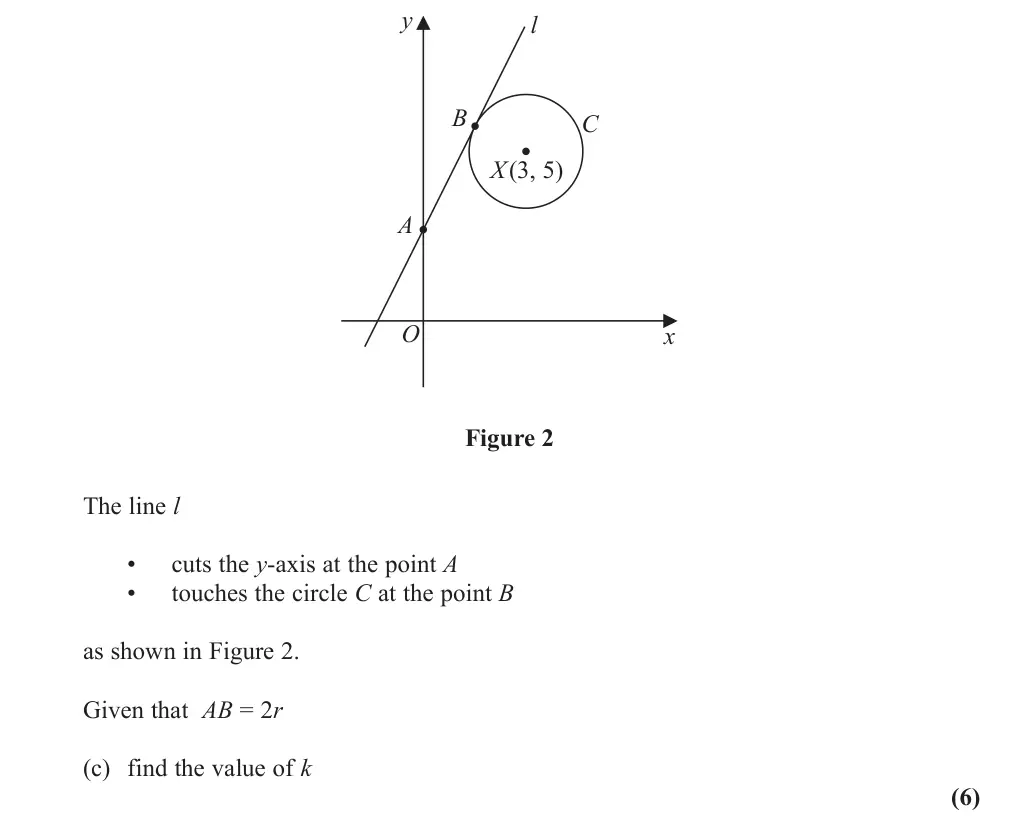 y
l
B
C
X(3, 5)
A
O
x
Figure 2
The line l
• cuts the y-axis at the point A
• touches the circle C at the point B
as shown in Figure 2.
Given that AB = 2r
(c) find the value of k
(6)